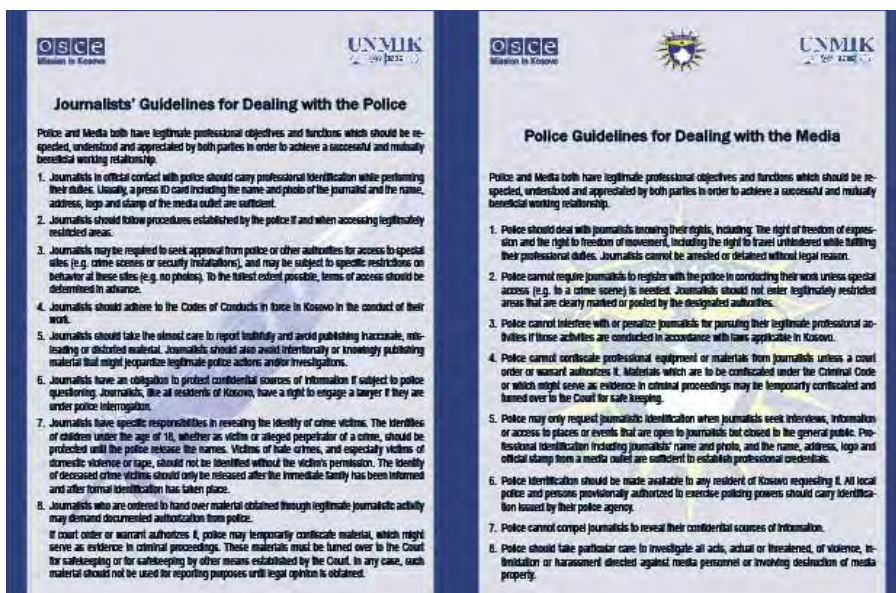 OSCE
Mission in Kosovo
UNMIK
Journalists' Guidelines for Dealing with the Police
Police and Media both have legitimate professional objectives and functions which should be re-
spected, understood and appreciated by both parties in order to achieve a successful and mutually
beneficial working relationship.
1. Journalists in official contact with police should carry professional identification while performing
their duties. Usually, a press ID card including the name and photo of the journalist and the name,
address, logo and stamp of the media outlet are sufficient.
2. Journalists should follow procedures established by the police if and when accessing legitimately
restricted areas.
3. Journalists may be required to seek approval from police or other authorities for access to special
sites (e.g. crime scenes or security installations), and may be subject to specific restrictions on
behavior at these sites (e.g. no photos). To the fullest extent possible, terms of access should be
determined in advance.
4. Journalists should adhere to the Codes of Conducts in force in Kosovo in the conduct of their
work.
5. Journalists should take the utmost care to report truthfully and avoid publishing inaccurate, mis-
leading or distorted material. Journalists should also avoid intentionally or knowingly publishing
material that might jeopardize legitimate police actions and/or investigations.
6. Journalists have an obligation to protect confidential sources of information if subject to police
questioning. Journalists, like all residents of Kosovo, have a right to engage a lawyer if they are
under police interrogation.
7. Journalists have specific responsibilities in revealing the identity of crime victims. The identities
of children under the age of 18, whether as victim or alleged perpetrator of a crime, should be
protected until the police release the names. Victims of hate crimes, and especially victims of
domestic violence or rape, should not be identified without the victim's permission. The identity
of deceased crime victims should only be released after the immediate family has been informed
and after formal identification has taken place.
8. Journalists who are ordered to hand over material obtained through legitimate journalistic activity
may demand documented authorization from police.
If court order or warrant authorizes it, police may temporarily confiscate material, which might
serve as evidence in criminal proceedings. These materials must be turned over to the Court
for safekeeping or for safekeeping by other means established by the Court. In any case, such
material should not be used for reporting purposes until legal opinion is obtained.
OSCE
Mission in Kosovo
UNMIK
Police Guidelines for Dealing with the Media
Police and Media both have legitimate professional objectives and functions which should be re-
spected, understood and appreciated by both parties in order to achieve a successful and mutually
beneficial working relationship.
1. Police should deal with journalists knowing their rights, including: The right of freedom of expres-
sion and the right to freedom of movement, including the right to travel unhindered while fulfilling
their professional duties. Journalists cannot be arrested or detained without legal reason.
2. Police cannot require journalists to register with the police in conducting their work unless special
access (e.g. to a crime scene) is needed. Journalists should not enter legitimately restricted
areas that are clearly marked or posted by the designated authorities.
3. Police cannot interfere with or penalize journalists for pursuing their legitimate professional ac-
tivities if those activities are conducted in accordance with laws applicable in Kosovo.
4. Police cannot confiscate professional equipment or materials from journalists unless a court
order or warrant authorizes it. Materials which are to be confiscated under the Criminal Code
or which might serve as evidence in criminal proceedings may be temporarily confiscated and
turned over to the Court for safe keeping.
5. Police may only request journalistic identification when journalists seek interviews, information
or access to places or events that are open to journalists but closed to the general public. Pro-
fessional identification including journalists' name and photo, and the name, address, logo and
official stamp from a media outlet are sufficient to establish professional credentials.
6. Police identification should be made available to any resident of Kosovo requesting it. All local
police and persons provisionally authorized to exercise policing powers should carry identifica-
tion issued by their police agency.
7. Police cannot compel journalists to reveal their confidential sources of information.
8. Police should take particular care to investigate all acts, actual or threatened, of violence, in-
timidation or harassment directed against media personnel or involving destruction of media
property.